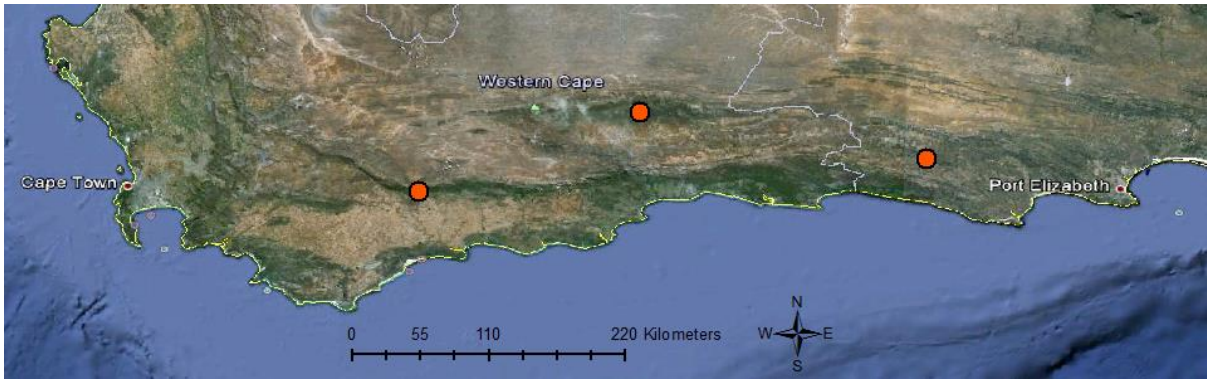 Western Cape
Cape Town
Port Elizabeth
0 55 110 220 Kilometers
N
W E
S